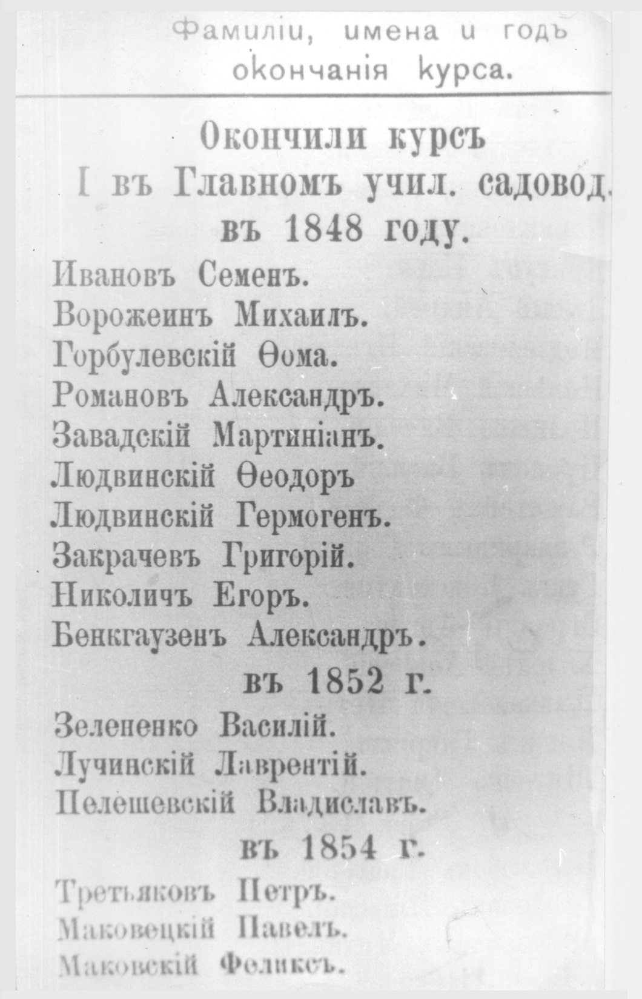 Фамиліи, имена и годъ
окончанія курса.
Окончили курсъ
I въ Главномъ учил. садовод.
въ 1848 году.
Ивановъ Семенъ.
Ворожеинъ Михаилъ.
Горбулевскій Ѳома.
Романовъ Александръ.
Завадскій Мартиніанъ.
Людвинскій Ѳеодоръ
Людвинскій Гермогенъ.
Закрачевъ Григорій.
Николичъ Егоръ.
Бенкгаузенъ Александръ.
въ 1852 г.
Зелененко Василій.
Лучинскій Лаврентій.
Пелешевскій Владиславъ.
въ 1854 г.
Третьяковъ Петръ.
Маковецкій Павелъ.
Маковскій Феликсъ.